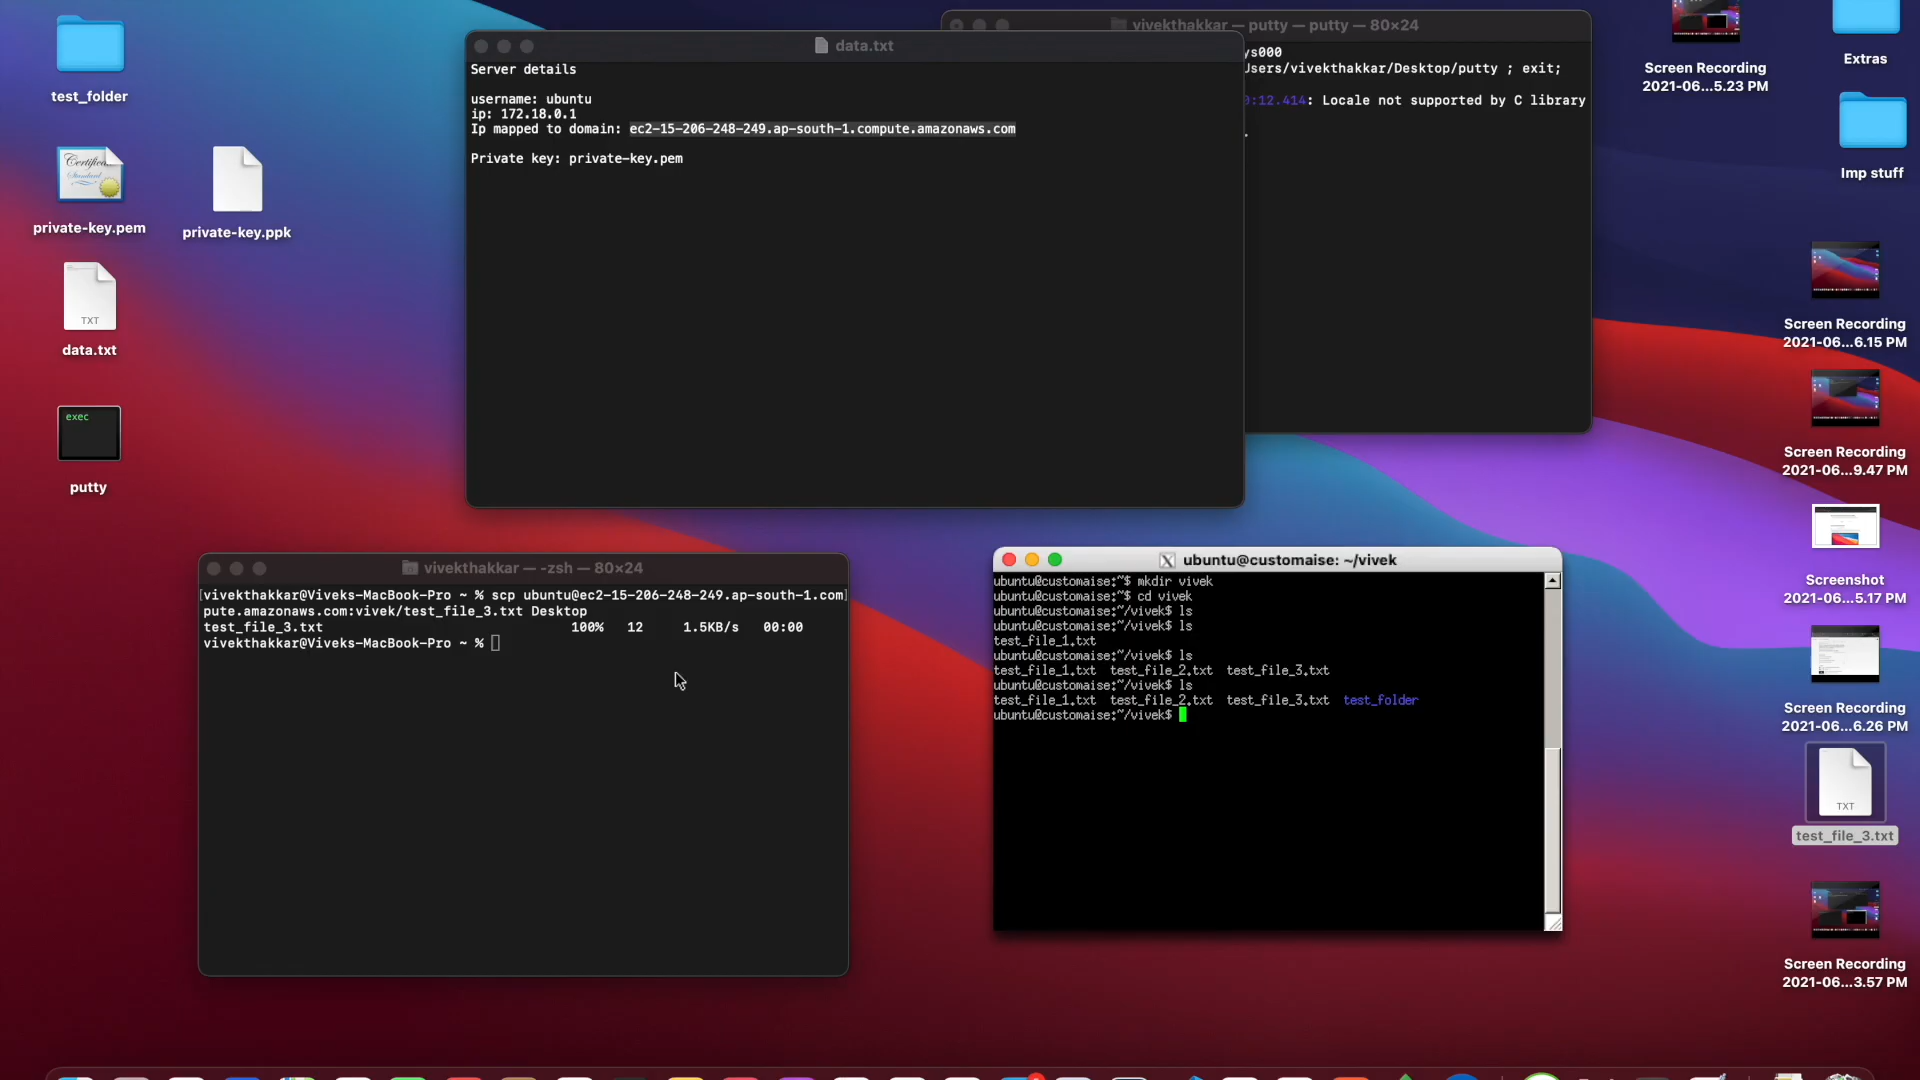 test_folder
Certificate
Standard
private-key.pem
private-key.ppk
TXT
data.txt
exec
putty
vivekthakkar — putty — putty — 80×24
ys000
Users/vivekthakkar/Desktop/putty ; exit;
:12.414: Locale not supported by C library
.
data.txt
Server details
username: ubuntu
ip: 172.18.0.1
Ip mapped to domain: ec2-15-206-248-249.ap-south-1.compute.amazonaws.com
Private key: private-key.pem
vivekthakkar — -zsh — 80×24
[vivekthakkar@Viveks-MacBook-Pro ~ % scp ubuntu@ec2-15-206-248-249.ap-south-1.com]
pute.amazonaws.com:vivek/test_file_3.txt Desktop
test_file_3.txt 100% 12 1.5KB/s 00:00
vivekthakkar@Viveks-MacBook-Pro ~ %
ubuntu@customaise: ~/vivek
ubuntu@customaise:~$ mkdir vivek
ubuntu@customaise:~$ cd vivek
ubuntu@customaise:~/vivek$ ls
ubuntu@customaise:~/vivek$ ls
test_file_1.txt
ubuntu@customaise:~/vivek$ ls
test_file_1.txt test_file_2.txt test_file_3.txt
ubuntu@customaise:~/vivek$ ls
test_file_1.txt test_file_2.txt test_file_3.txt test_folder
ubuntu@customaise:~/vivek$
Screen Recording
2021-06...5.23 PM
Extras
Imp stuff
Screen Recording
2021-06...6.15 PM
Screen Recording
2021-06...9.47 PM
Screenshot
2021-06...5.17 PM
Screen Recording
2021-06...6.26 PM
TXT
test_file_3.txt
Screen Recording
2021-06...3.57 PM